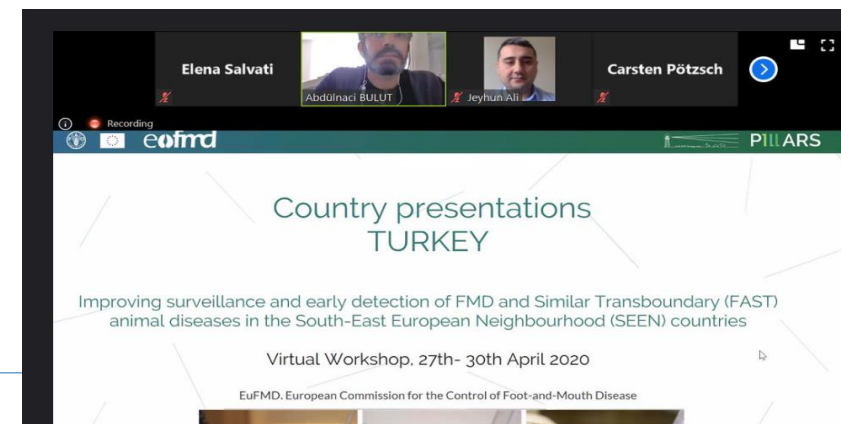 Elena Salvati
Abdülnaci BULUT
Jeyhun Ali
Carsten Pötzsch
Recording
eofmd
PIllARS
Country presentations
TURKEY
Improving surveillance and early detection of FMD and Similar Transboundary (FAST)
animal diseases in the South-East European Neighbourhood (SEEN) countries
Virtual Workshop, 27th- 30th April 2020
EuFMD. European Commission for the Control of Foot-and-Mouth Disease